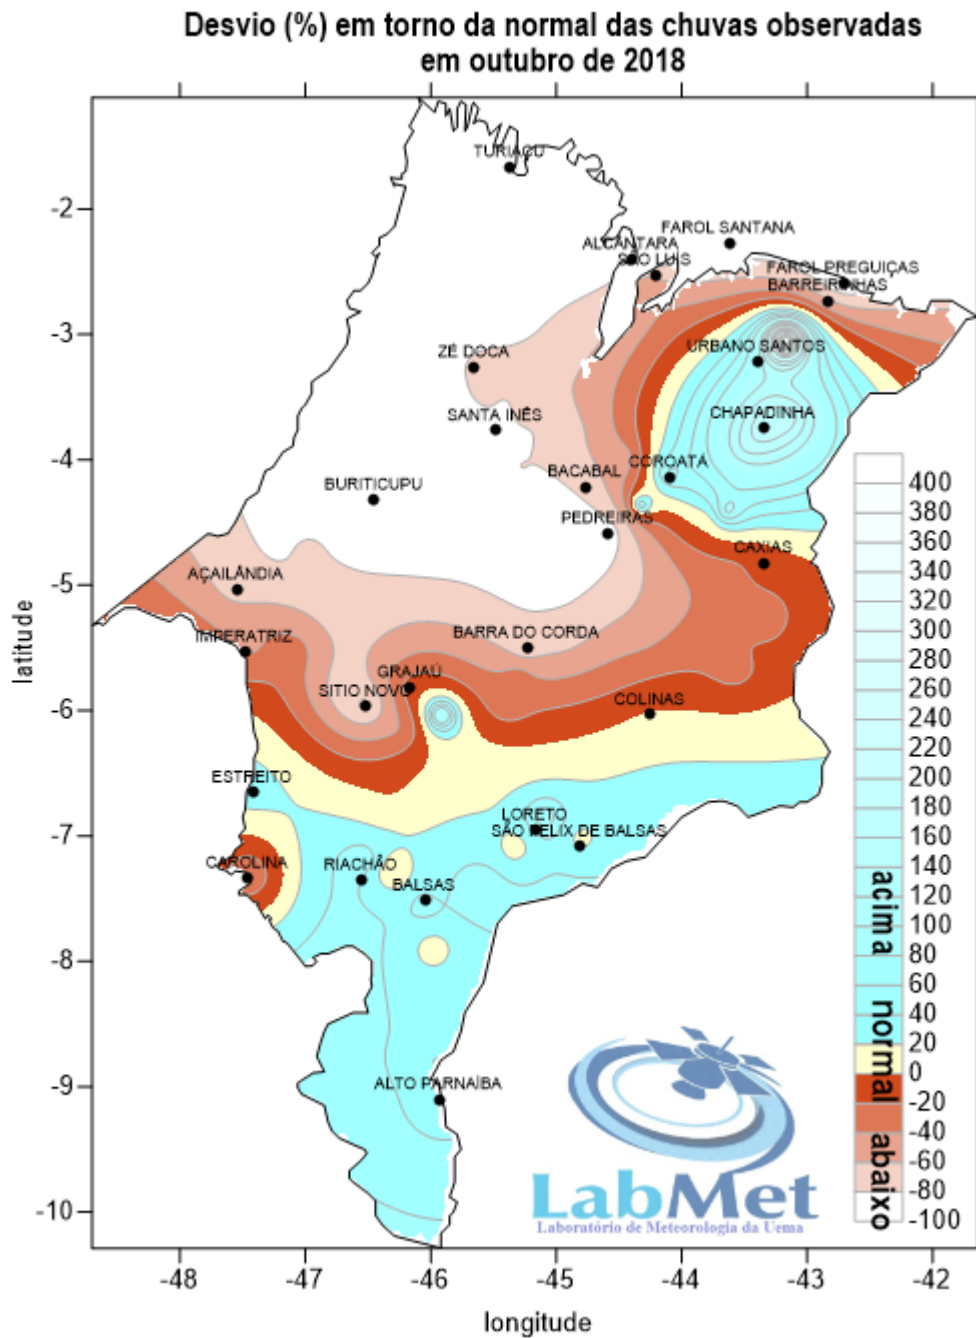 Desvio (%) em torno da normal das chuvas observadas
em outubro de 2018
TURIAÇU
FAROL SANTANA
ALCÂNTARA
SÃO LUIS
FAROL PREGUIÇAS
BARREIRINHAS
ZÉ DOCA
URBANO SANTOS
SANTA INÊS
CHAPADINHA
BACABAL
COROATÁ
BURITICUPU
PEDREIRAS
CAXIAS
AÇAILÂNDIA
IMPERATRIZ
BARRA DO CORDA
GRAJAÚ
SITIO NOVO
COLINAS
ESTREITO
LORETO
SÃO FELIX DE BALSAS
CAROLINA
RIACHÃO
BALSAS
ALTO PARNAÍBA
-2
-3
-4
-5
-6
-7
-8
-9
-10
latitude
-48
-47
-46
-45
-44
-43
-42
longitude
400
380
360
340
320
300
280
260
240
220
200
180
160
140
120
100
80
60
40
20
0
-20
-40
-60
-80
-100
acima
normal
abaixo
LabMet
Laboratório de Meteorologia da Uema